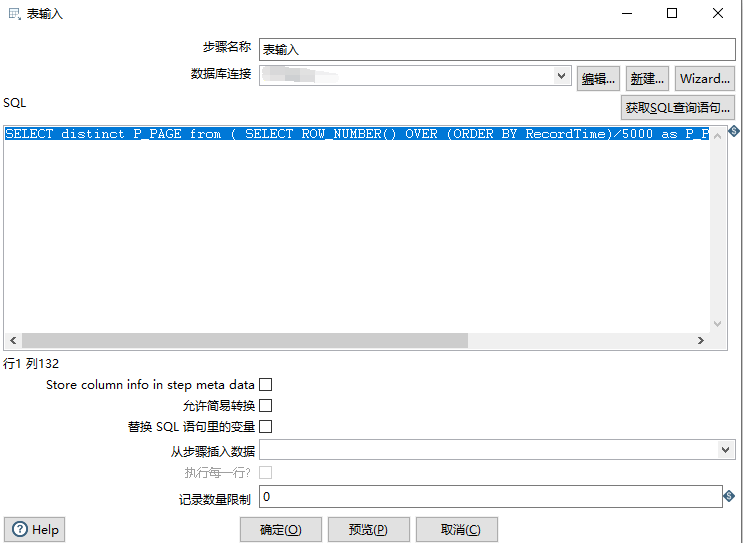 表输入
步骤名称 表输入
数据库连接 编辑... 新建... Wizard...
SQL 获取SQL查询语句...
SELECT distinct P_PAGE from ( SELECT ROW_NUMBER() OVER (ORDER BY RecordTime)/5000 as P_P
行1 列132
Store column info in step meta data
允许简易转换
替换 SQL 语句里的变量
从步骤插入数据
执行每一行?
记录数量限制 0
Help 确定(O) 预览(P) 取消(C)